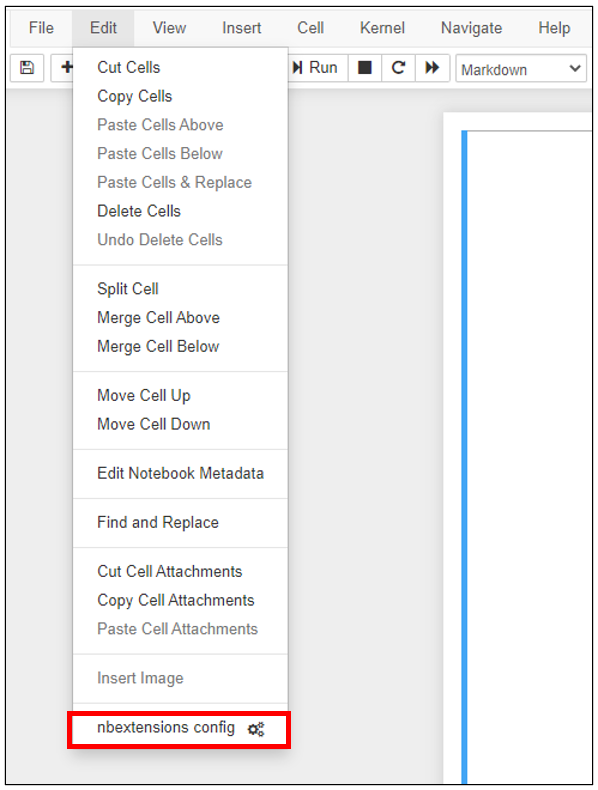 File Edit View Insert Cell Kernel Navigate Help
Run Markdown
Cut Cells
Copy Cells
Paste Cells Above
Paste Cells Below
Paste Cells & Replace
Delete Cells
Undo Delete Cells
Split Cell
Merge Cell Above
Merge Cell Below
Move Cell Up
Move Cell Down
Edit Notebook Metadata
Find and Replace
Cut Cell Attachments
Copy Cell Attachments
Paste Cell Attachments
Insert Image
nbextensions config